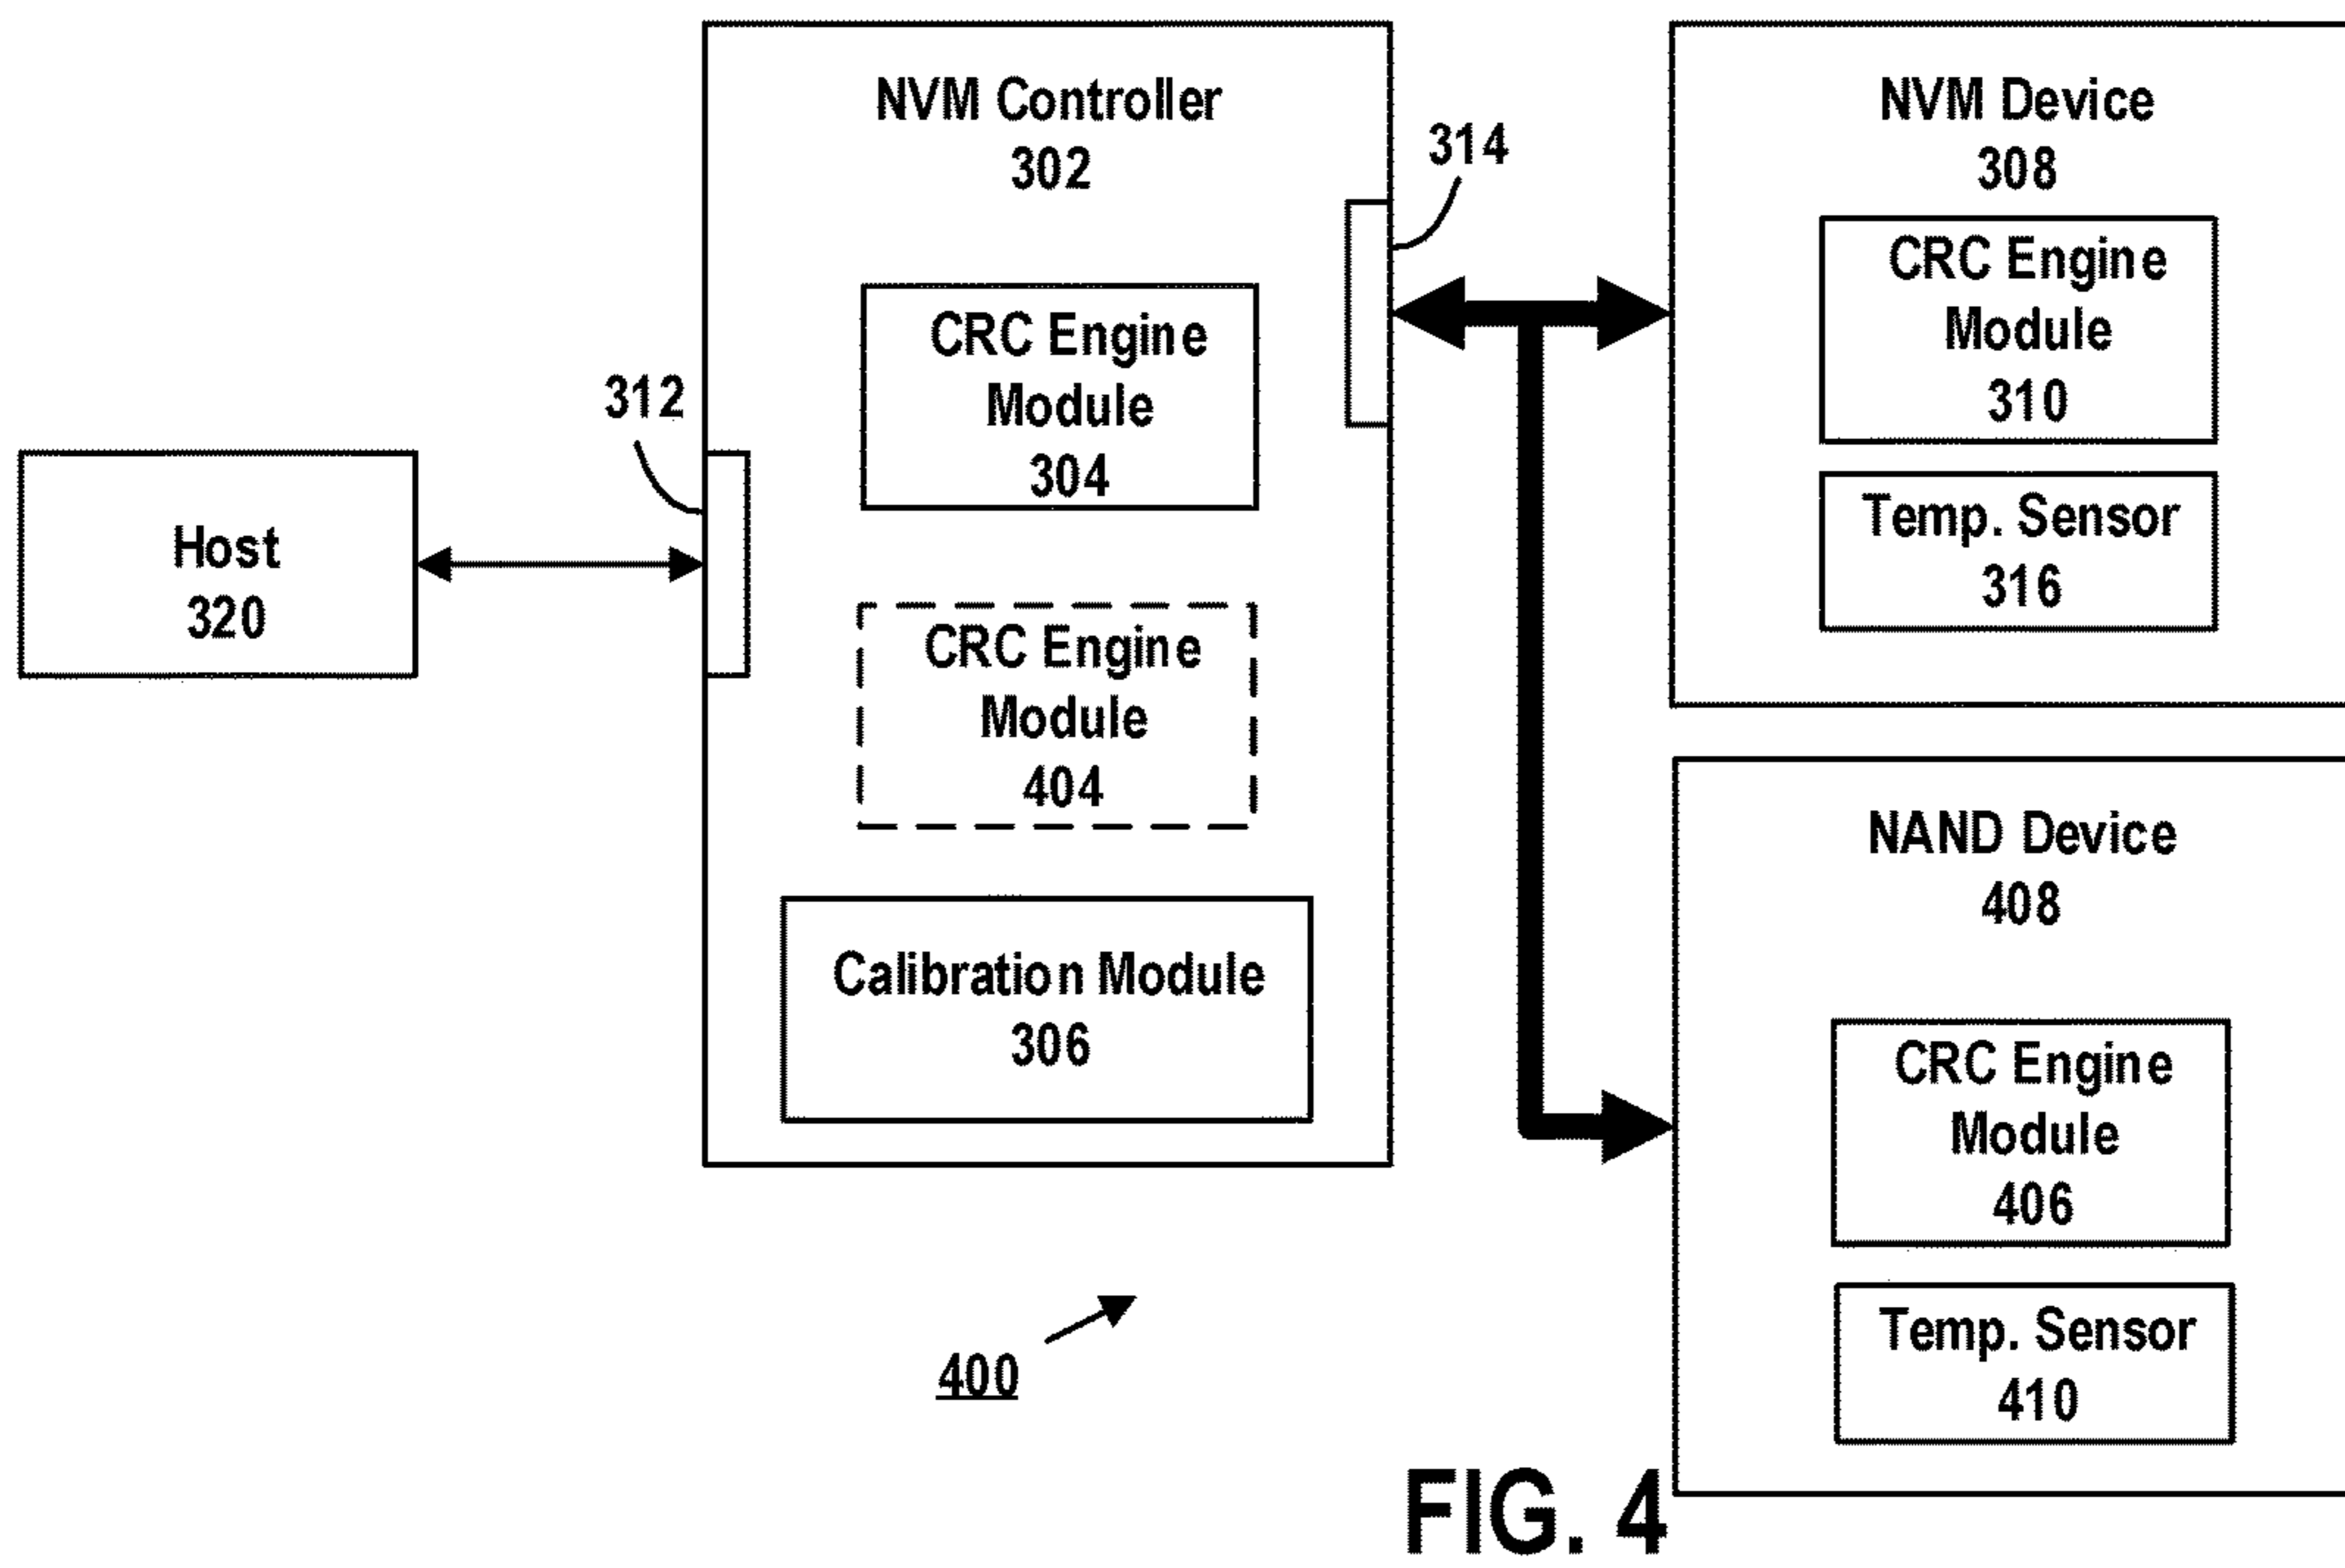 NVM Controller
302
314
CRC Engine
Module
304
312
Host
320
CRC Engine
Module
404
Calibration Module
306
NVM Device
308
CRC Engine
Module
310
Temp. Sensor
316
NAND Device
408
CRC Engine
Module
406
Temp. Sensor
410
400
FIG. 4